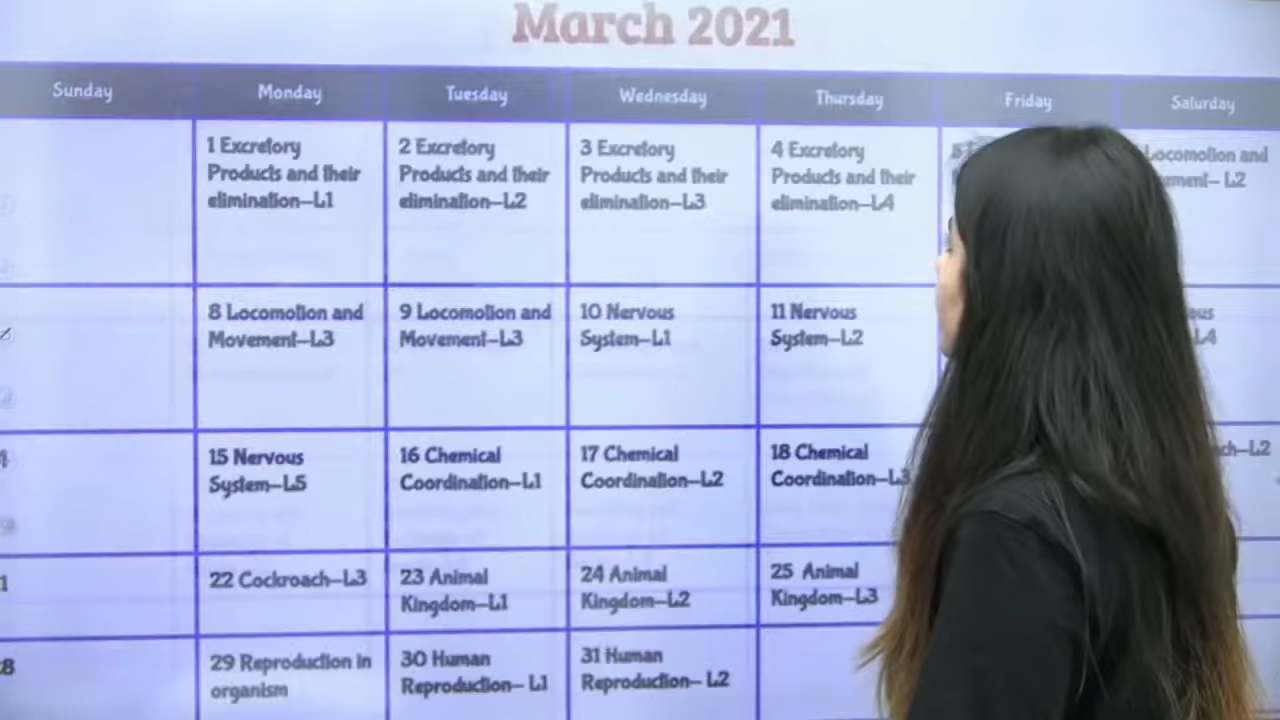 March 2021
Sunday Monday Tuesday Wednesday Thursday Friday Saturday
1 Excretory
Products and their
elimination–L1
2 Excretory
Products and their
elimination–L2
3 Excretory
Products and their
elimination–L3
4 Excretory
Products and their
elimination–L4
Locomotion and
L2
8 Locomotion and
Movement–L3
9 Locomotion and
Movement–L3
10 Nervous
System–L1
11 Nervous
System–L2
L4
15 Nervous
System–L5
16 Chemical
Coordination–L1
17 Chemical
Coordination–L2
18 Chemical
Coordination–L3
L2
22 Cockroach–L3
23 Animal
Kingdom–L1
24 Animal
Kingdom–L2
25 Animal
Kingdom–L3
29 Reproduction in
organism
30 Human
Reproduction– L1
31 Human
Reproduction– L2